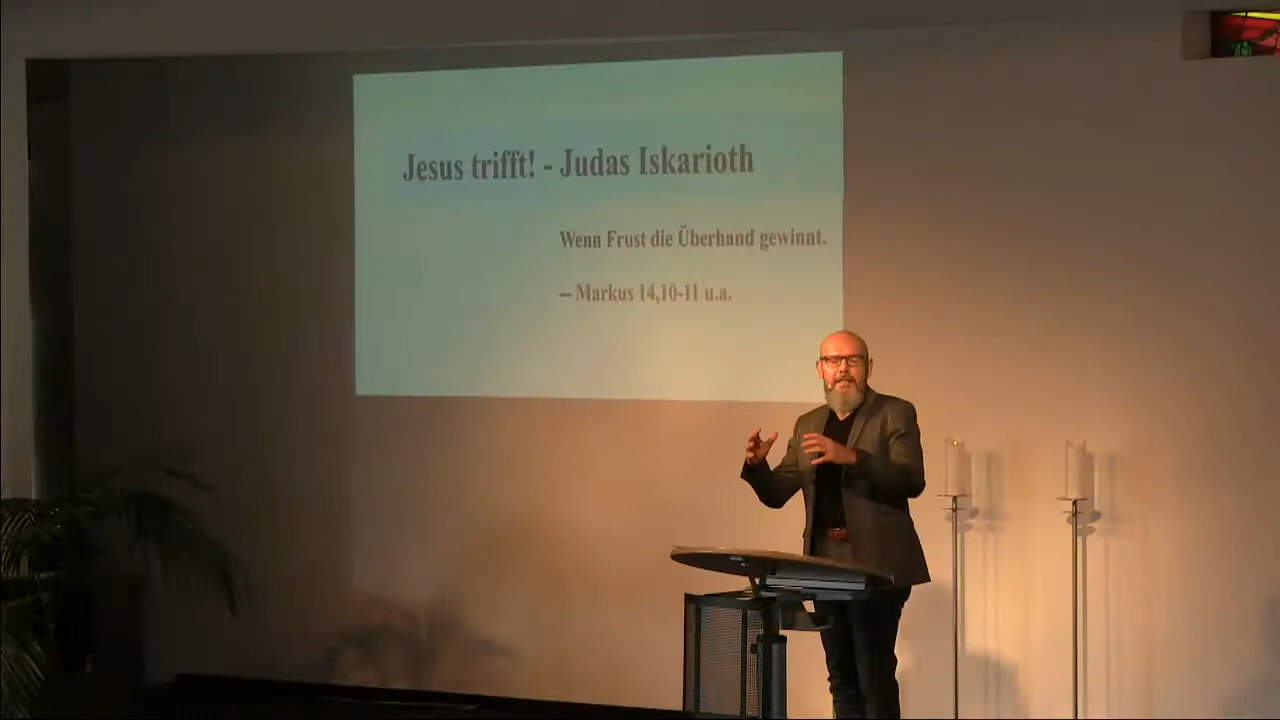 Jesus trifft! - Judas Iskarioth
Wenn Frust die Überhand gewinnt.
– Markus 14,10-11 u.a.